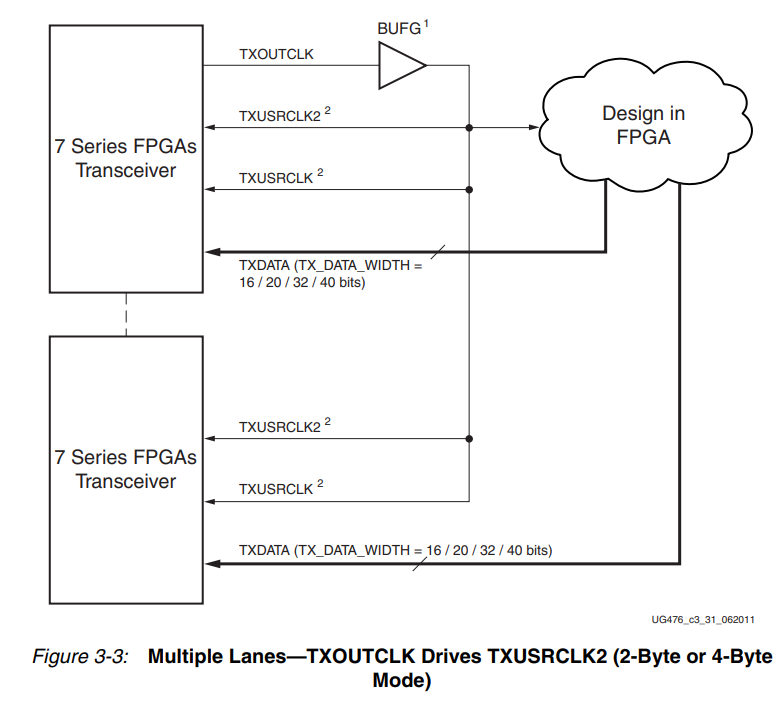 BUFG 1
TXOUTCLK
TXUSRCLK2 2
Design in
FPGA
7 Series FPGAs
Transceiver
TXUSRCLK 2
TXDATA (TX_DATA_WIDTH =
16 / 20 / 32 / 40 bits)
TXUSRCLK2 2
7 Series FPGAs
Transceiver
TXUSRCLK 2
TXDATA (TX_DATA_WIDTH = 16 / 20 / 32 / 40 bits)
UG476_c3_31_062011
Figure 3-3: Multiple Lanes—TXOUTCLK Drives TXUSRCLK2 (2-Byte or 4-Byte
Mode)